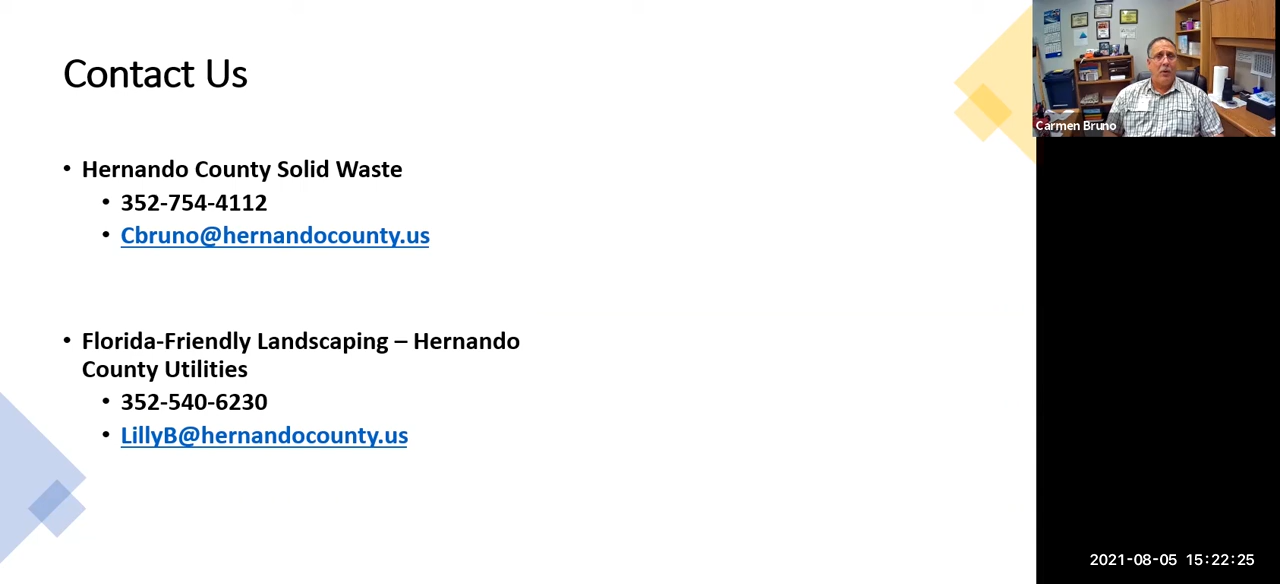 Contact Us
Carmen Bruno
• Hernando County Solid Waste
• 352-754-4112
• Cbruno@hernandocounty.us
• Florida-Friendly Landscaping – Hernando
County Utilities
• 352-540-6230
• LillyB@hernandocounty.us
2021-08-05 15:22:25